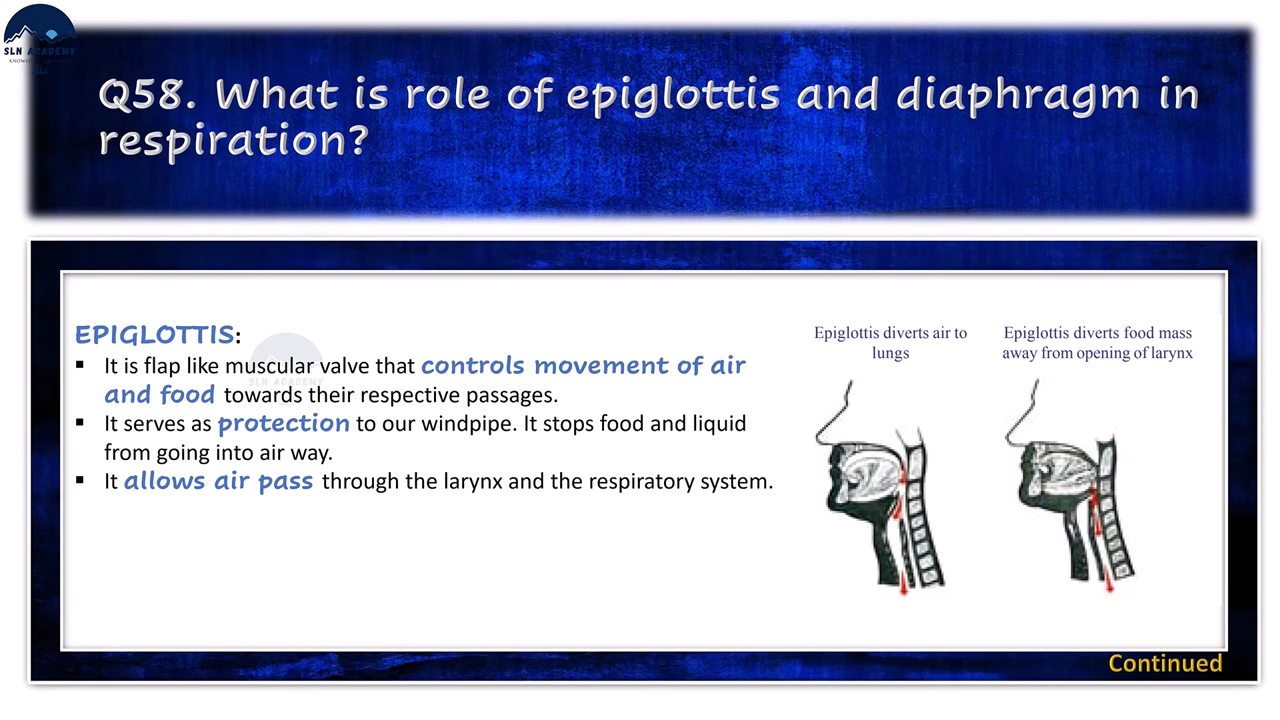 SLN ACADEMY
Q58. What is role of epiglottis and diaphragm in
respiration?
EPIGLOTTIS:
▪ It is flap like muscular valve that controls movement of air
and food towards their respective passages.
▪ It serves as protection to our windpipe. It stops food and liquid
from going into air way.
▪ It allows air pass through the larynx and the respiratory system.
SLN ACADEMY
Epiglottis diverts air to
lungs
Epiglottis diverts food mass
away from opening of larynx
Continued